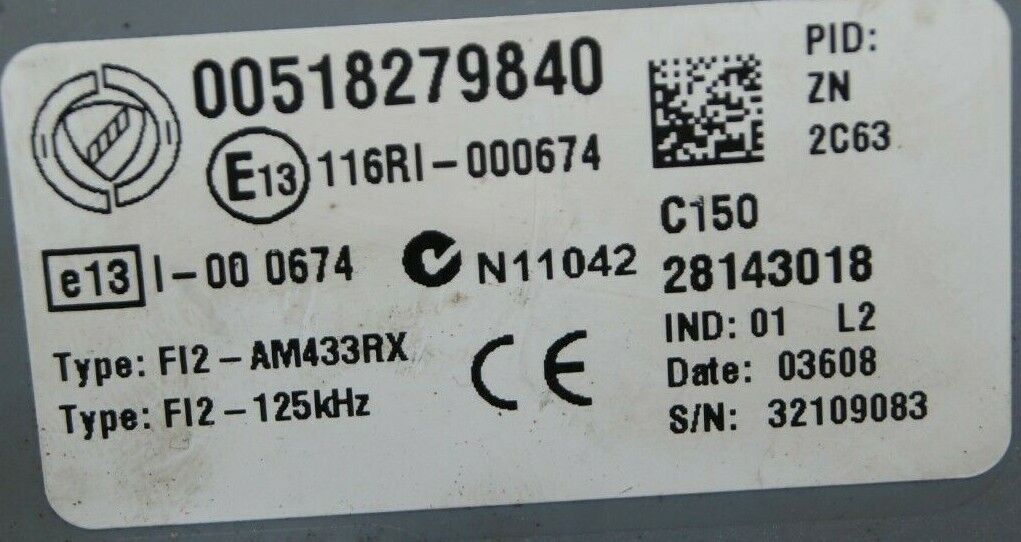 00518279840
E13 116RI-000674
e13 I-00 0674 N11042
Type: FI2-AM433RX
Type: FI2-125kHz
CE
PID:
ZN
2C63
C150
28143018
IND: 01 L2
Date: 03608
S/N: 32109083